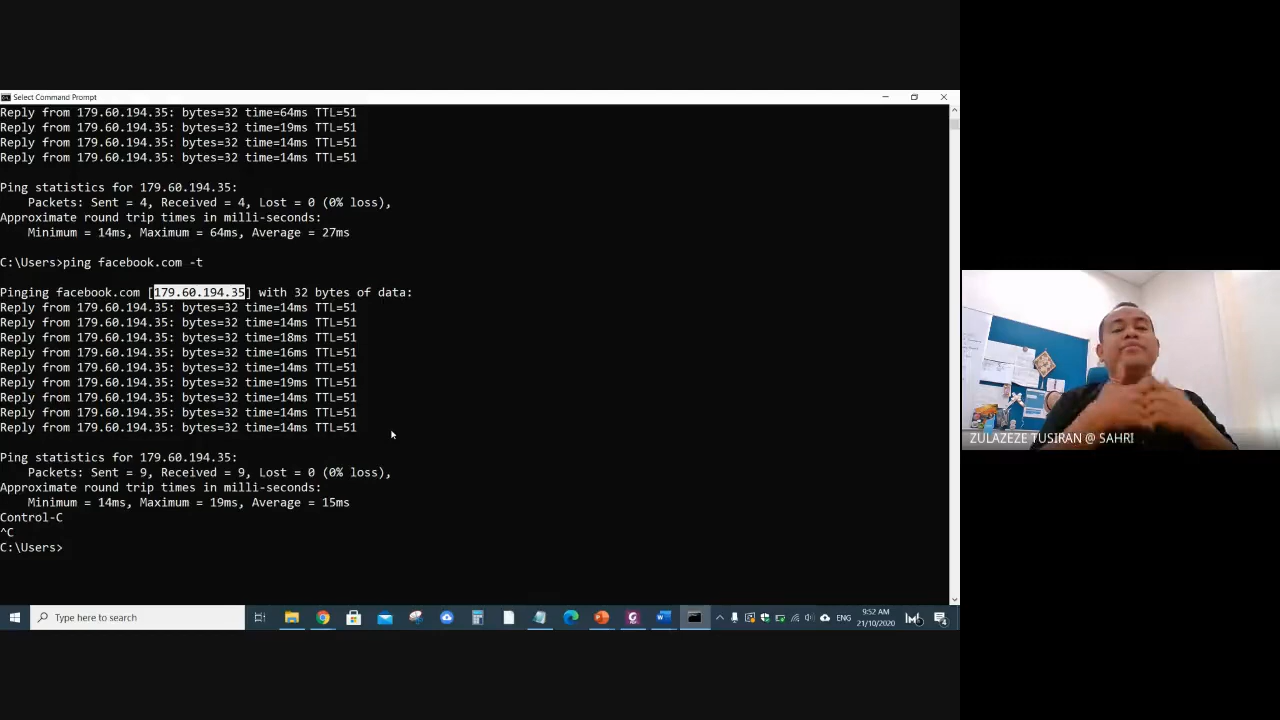 Select Command Prompt
Reply from 179.60.194.35: bytes=32 time=64ms TTL=51
Reply from 179.60.194.35: bytes=32 time=19ms TTL=51
Reply from 179.60.194.35: bytes=32 time=14ms TTL=51
Reply from 179.60.194.35: bytes=32 time=14ms TTL=51
Ping statistics for 179.60.194.35:
Packets: Sent = 4, Received = 4, Lost = 0 (0% loss),
Approximate round trip times in milli-seconds:
Minimum = 14ms, Maximum = 64ms, Average = 27ms
C:\Users>ping facebook.com -t
Pinging facebook.com [179.60.194.35] with 32 bytes of data:
Reply from 179.60.194.35: bytes=32 time=14ms TTL=51
Reply from 179.60.194.35: bytes=32 time=14ms TTL=51
Reply from 179.60.194.35: bytes=32 time=18ms TTL=51
Reply from 179.60.194.35: bytes=32 time=16ms TTL=51
Reply from 179.60.194.35: bytes=32 time=14ms TTL=51
Reply from 179.60.194.35: bytes=32 time=19ms TTL=51
Reply from 179.60.194.35: bytes=32 time=14ms TTL=51
Reply from 179.60.194.35: bytes=32 time=14ms TTL=51
Reply from 179.60.194.35: bytes=32 time=14ms TTL=51
Ping statistics for 179.60.194.35:
Packets: Sent = 9, Received = 9, Lost = 0 (0% loss),
Approximate round trip times in milli-seconds:
Minimum = 14ms, Maximum = 19ms, Average = 15ms
Control-C
^C
C:\Users>
ZULAZEZE TUSIRAN @ SAHRI
Type here to search
ENG
9:52 AM
21/10/2020